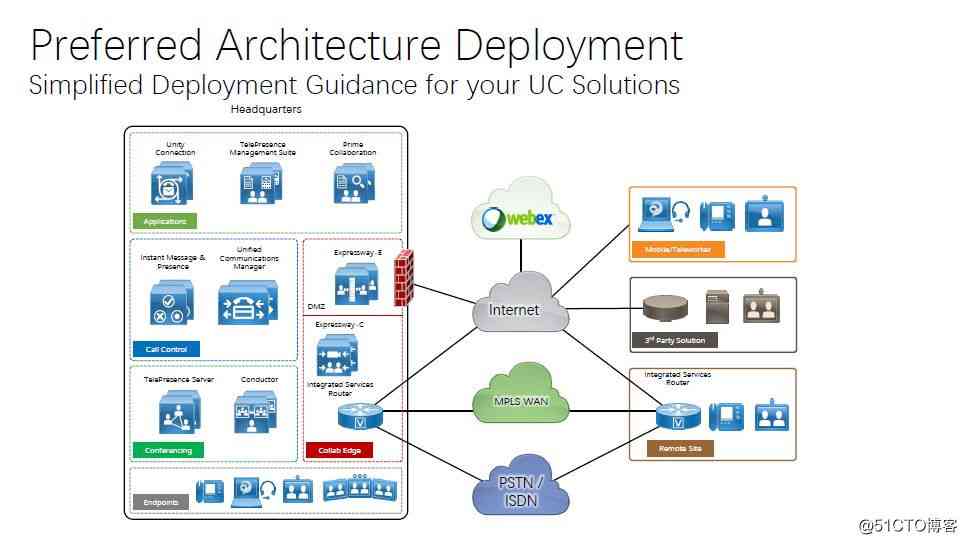 Preferred Architecture Deployment
Simplified Deployment Guidance for your UC Solutions
Headquarters
Unity
Connection
TelePresence
Management Suite
Prime
Collaboration
Applications
Instant Message &
Presence
Unified
Communications
Manager
Call Control
Expressway-E
DMZ
Expressway-C
Integrated Services
Router
V
Collab Edge
TelePresence Server
Conductor
Conferencing
Endpoints
webex
Internet
MPLS WAN
PSTN /
ISDN
Mobile/Teleworker
3rd Party Solution
Integrated Services
Router
V
Remote Site
@51CTO博客